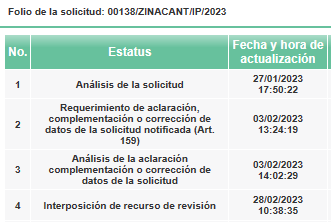 Folio de la solicitud: 00138/ZINACANT/IP/2023
No.
Estatus
Fecha y hora de
actualización
1
Análisis de la solicitud
27/01/2023
17:50:22
2
Requerimiento de aclaración,
complementación o corrección de
datos de la solicitud notificada (Art.
159)
03/02/2023
13:24:19
3
Análisis de la aclaración
complementación o corrección de
datos de la solicitud
03/02/2023
14:02:29
4
Interposición de recurso de revisión
28/02/2023
10:38:35